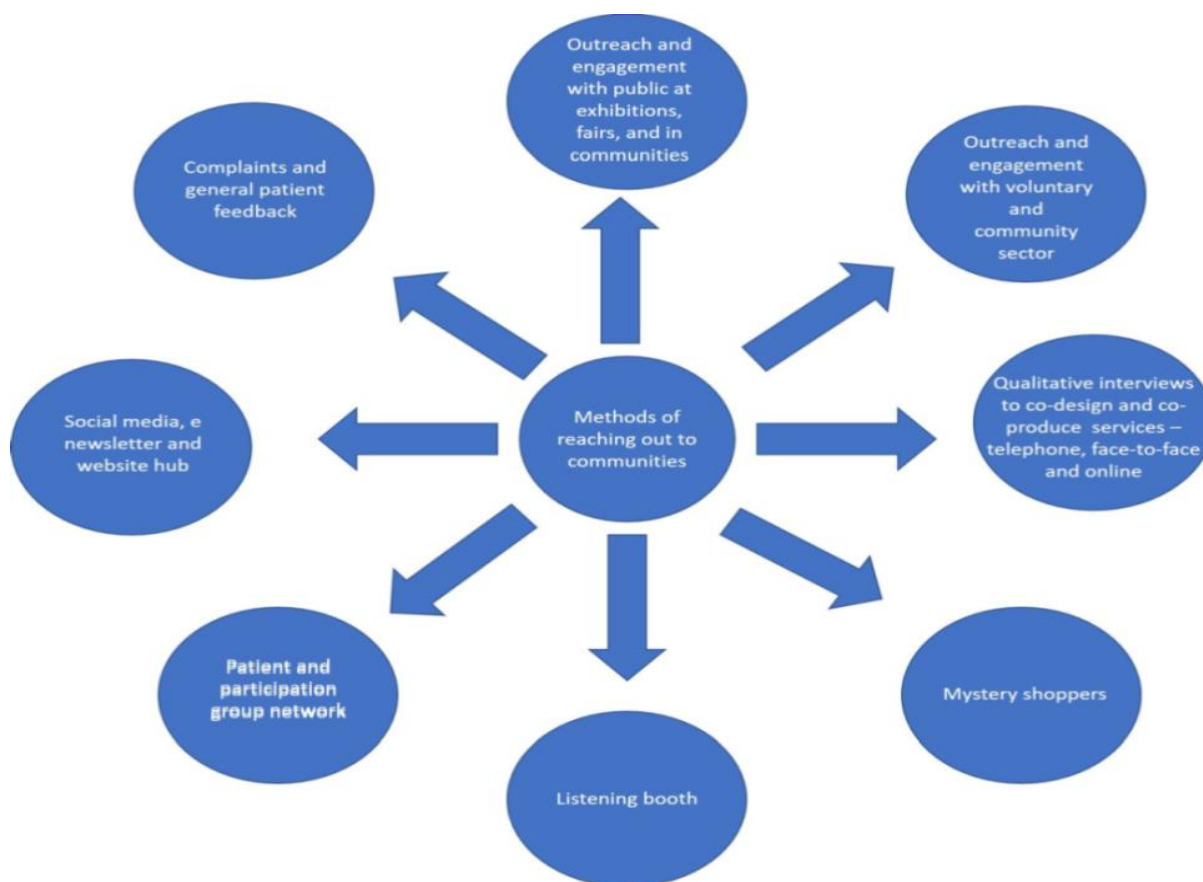 Outreach and
engagement
with public at
exhibitions,
fairs, and in
communities
Complaints and
general patient
feedback
Outreach and
engagement
with voluntary
and
community
sector
Social media, e
newsletter and
website hub
Methods of
reaching out to
communities
Qualitative interviews
to co-design and co-
produce services –
telephone, face-to-face
and online
Patient and
participation
group network
Mystery shoppers
Listening booth